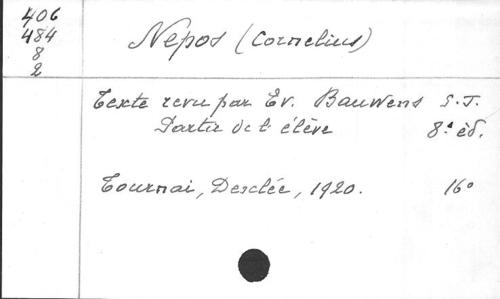 406
484
8
2
Nepos (Cornelius)
Texte revu par Ev. Bauwens S.J.
Partie de l'élève 8e éd.
Tournai, Desclée, 1920. 16°